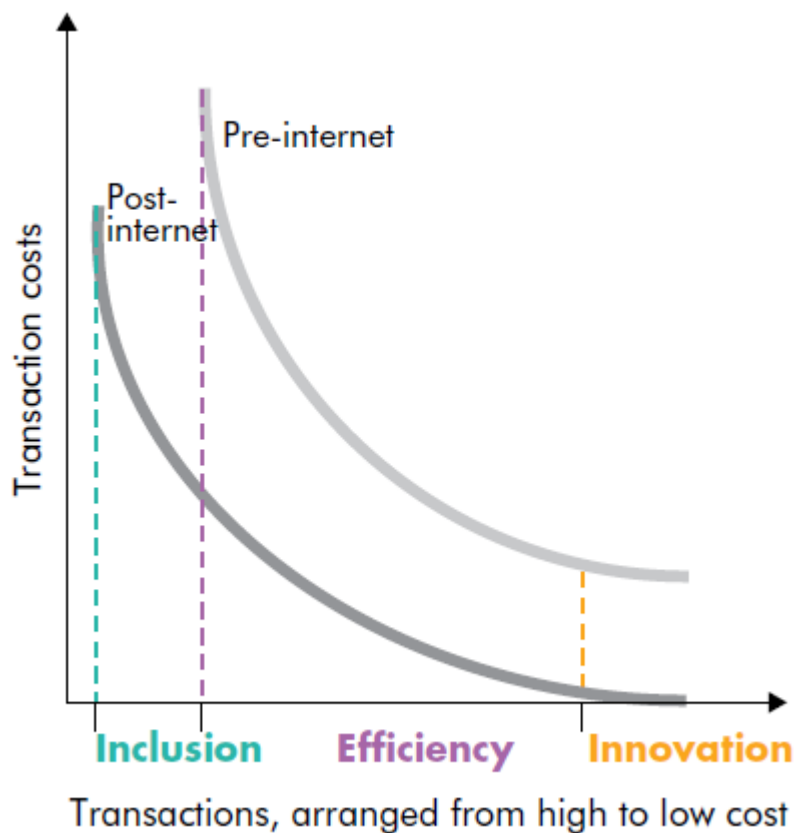 Pre-internet
Post-
internet
Transaction costs
Inclusion
Efficiency
Innovation
Transactions, arranged from high to low cost